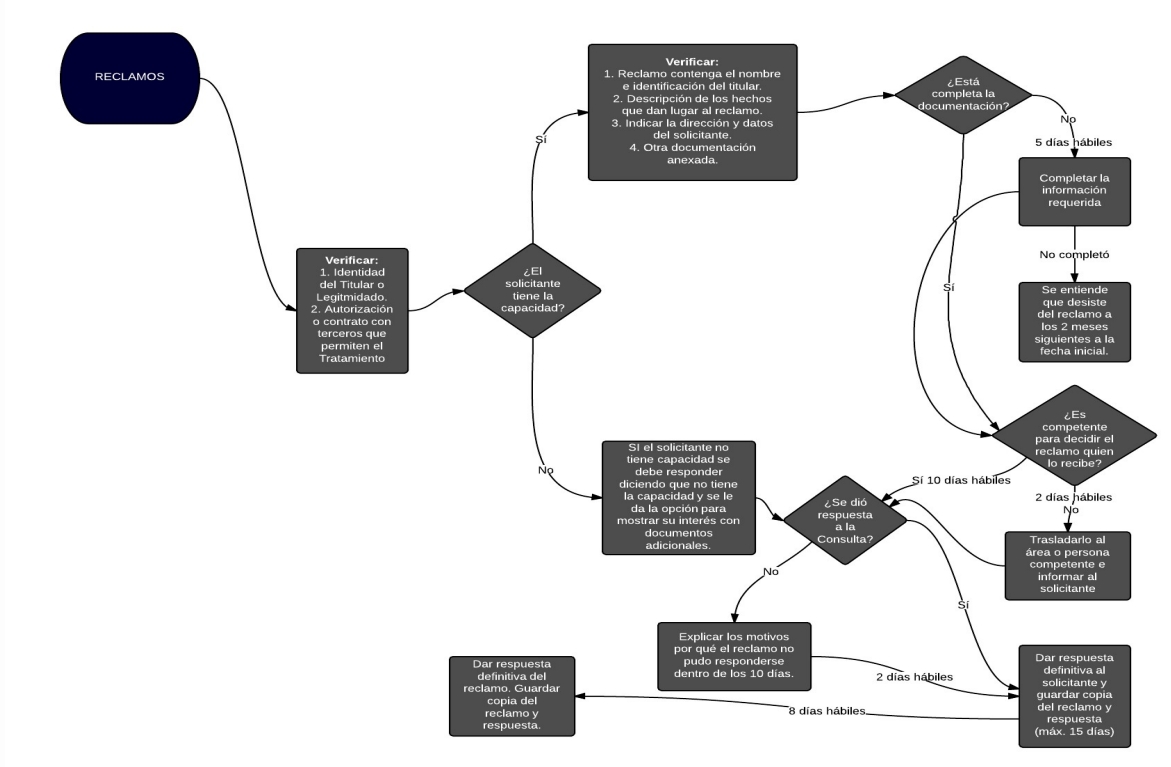 RECLAMOS
Verificar:
1. Identidad
del Titular o
Legitmidado.
2. Autorización
o contrato con
terceros que
permiten el
Tratamiento
¿El
solicitante
tiene la
capacidad?
Sí
Verificar:
1. Reclamo contenga el nombre
e identificación del titular.
2. Descripción de los hechos
que dan lugar al reclamo.
3. Indicar la dirección y datos
del solicitante.
4. Otra documentación
anexada.
¿Está
completa la
documentación?
No
5 días hábiles
Completar la
información
requerida
No completó
Se entiende
que desiste
del reclamo a
los 2 meses
siguientes a la
fecha inicial.
Sí
¿Es
competente
para decidir el
reclamo quien
lo recibe?
Sí 10 días hábiles
2 días hábiles
No
Trasladarlo al
área o persona
competente e
informar al
solicitante
No
SI el solicitante no
tiene capacidad se
debe responder
diciendo que no tiene
la capacidad y se le
da la opción para
mostrar su interés con
documentos
adicionales.
¿Se dió
respuesta
a la
Consulta?
No
Sí
Explicar los motivos
por qué el reclamo no
pudo responderse
dentro de los 10 días.
2 días hábiles
Dar respuesta
definitiva al
solicitante y
guardar copia
del reclamo y
respuesta
(máx. 15 días)
8 días hábiles
Dar respuesta
definitiva del
reclamo. Guardar
copia del
reclamo y
respuesta.